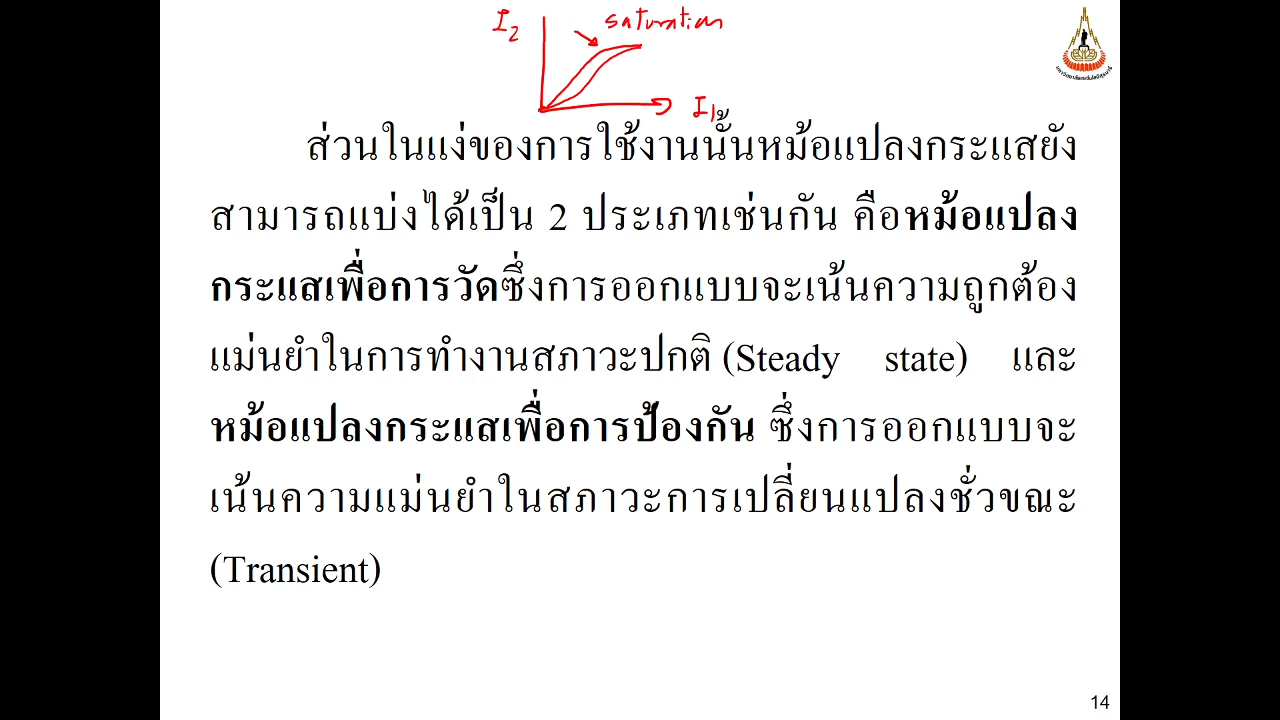 I2
saturation
I1
ส่วนในแง่ของการใช้งานนั้นหม้อแปลงกระแสยัง
สามารถแบ่งได้เป็น 2 ประเภทเช่นกัน คือหม้อแปลง
กระแสเพื่อการวัดซึ่งการออกแบบจะเน้นความถูกต้อง
แม่นยำในการทำงานสภาวะปกติ (Steady state) และ
หม้อแปลงกระแสเพื่อการป้องกัน ซึ่งการออกแบบจะ
เน้นความแม่นยำในสภาวะการเปลี่ยนแปลงชั่วขณะ
(Transient)
14